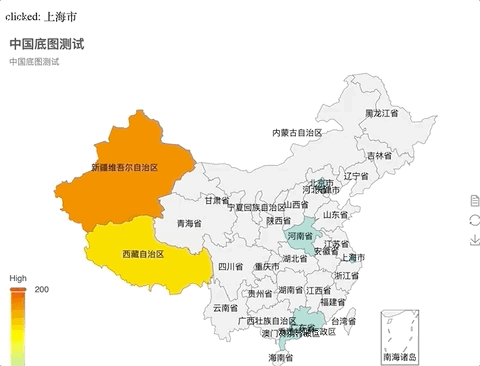 clicked: 上海市
中国底图测试
中国底图测试
黑龙江省
内蒙古自治区
吉林省
新疆维吾尔自治区
辽宁省
北京市
河北省
天津市
甘肃省
宁夏回族自治区
山西省
山东省
青海省
陕西省
河南省
江苏省
西藏自治区
安徽省
上海市
四川省
重庆市
湖北省
浙江省
High
200
贵州省
湖南省
江西省
福建省
云南省
广西壮族自治区
台湾省
广东省
澳门特别行政区
海南省
南海诸岛